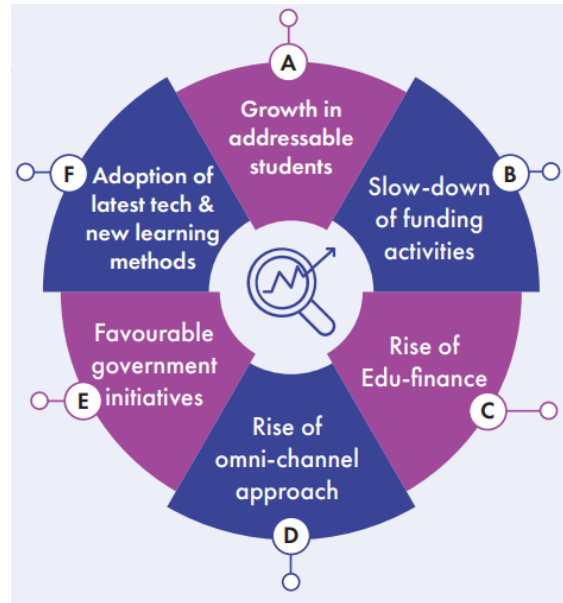 A
Growth in
addressable
students
B
Slow-down
of funding
activities
C
Rise of
Edu-finance
D
Rise of
omni-channel
approach
E
Favourable
government
initiatives
F
Adoption of
latest tech &
new learning
methods